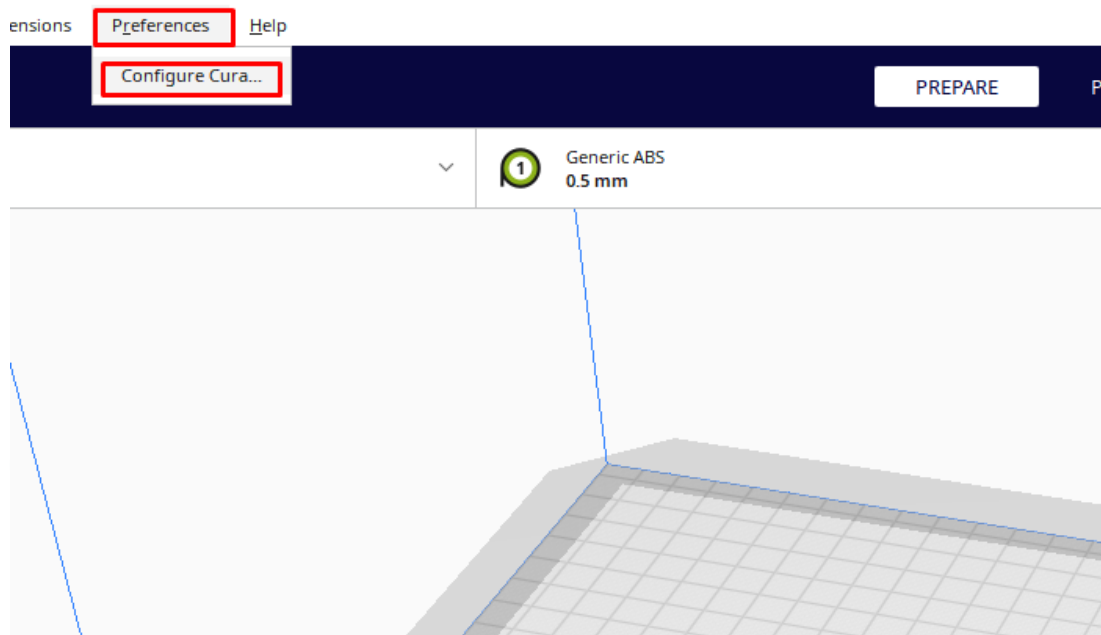 ensions Preferences Help
Configure Cura...
PREPARE P
1 Generic ABS
0.5 mm